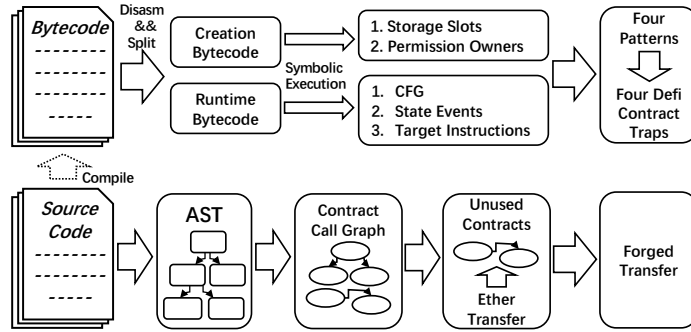 Bytecode
Disasm
&&
Split
Creation
Bytecode
1. Storage Slots
2. Permission Owners
Four
Patterns
Four Defi
Contract
Traps
Symbolic
Execution
Runtime
Bytecode
1. CFG
2. State Events
3. Target Instructions
Compile
Source
Code
AST
Contract
Call Graph
Unused
Contracts
Ether
Transfer
Forged
Transfer